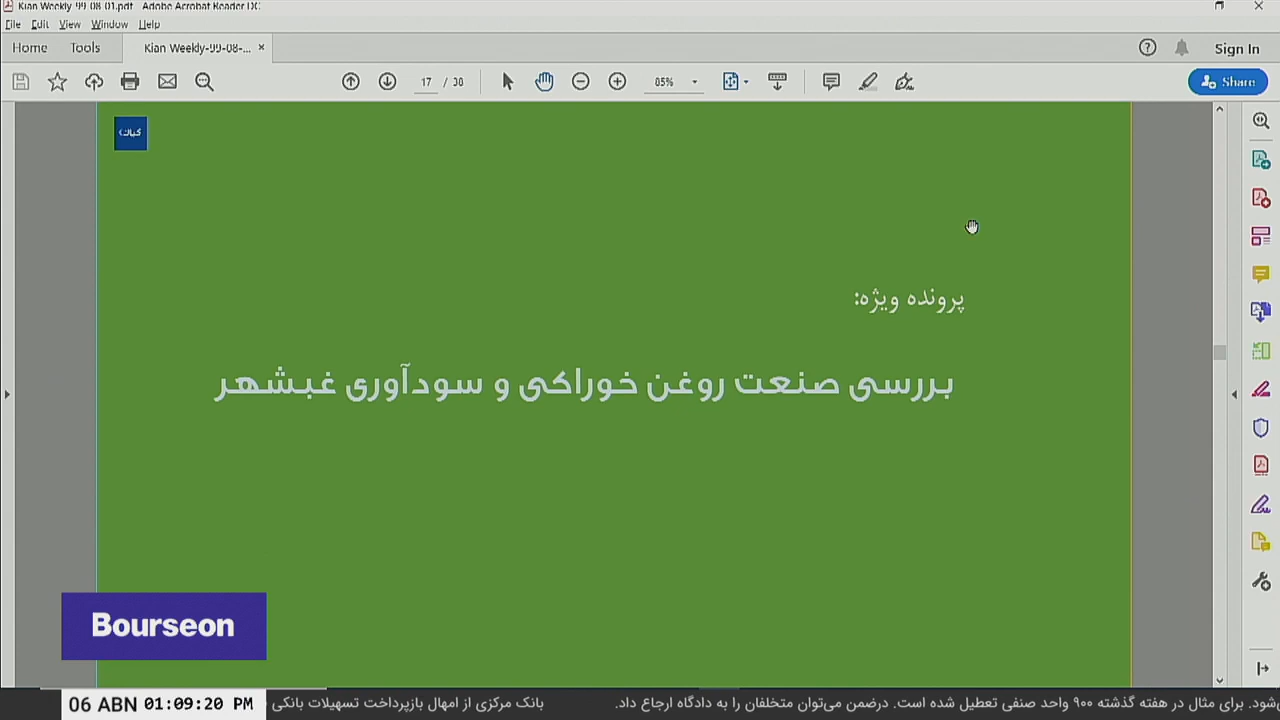 Kian Weekly-99-08-01.pdf - Adobe Acrobat Reader DC
File Edit View Window Help
Home Tools Kian Weekly-99-08-... ×
Sign In
17 / 30
85%
Share
کیان
پرونده ویژه:
بررسی صنعت روغن خوراکی و سودآوری غبشهر
Bourseon
06 ABN 01:09:20 PM
شود. برای مثال در هفته گذشته ۹۰۰ واحد صنفی تعطیل شده است. درضمن می‌توان متخلفان را به دادگاه ارجاع داد.
بانک مرکزی از امهال بازپرداخت تسهیلات بانکی